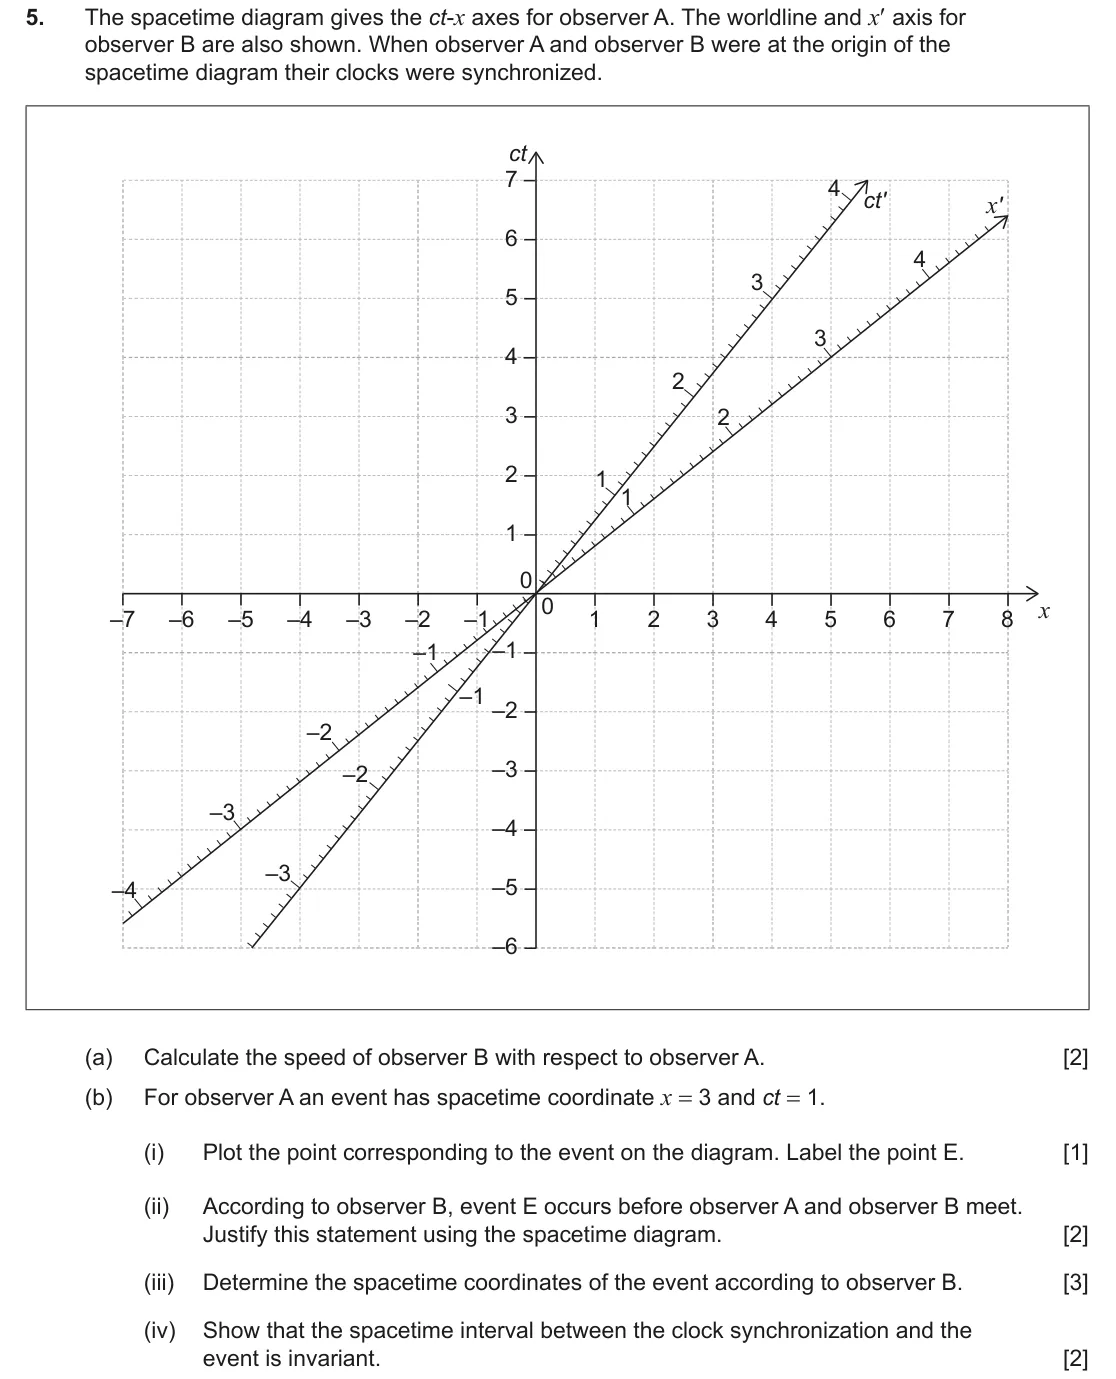 5. The spacetime diagram gives the ct-x axes for observer A. The worldline and x′ axis for
observer B are also shown. When observer A and observer B were at the origin of the
spacetime diagram their clocks were synchronized.
ct
7
6
5
4
3
2
1
0
–1
–2
–3
–4
–5
–6
–7 –6 –5 –4 –3 –2 –1 0 1 2 3 4 5 6 7 8 x
ct′
4
3
2
1
–1
–2
–3
x′
4
3
2
1
–1
–2
–3
–4
(a) Calculate the speed of observer B with respect to observer A. [2]
(b) For observer A an event has spacetime coordinate x = 3 and ct = 1.
(i) Plot the point corresponding to the event on the diagram. Label the point E. [1]
(ii) According to observer B, event E occurs before observer A and observer B meet.
Justify this statement using the spacetime diagram. [2]
(iii) Determine the spacetime coordinates of the event according to observer B. [3]
(iv) Show that the spacetime interval between the clock synchronization and the
event is invariant. [2]